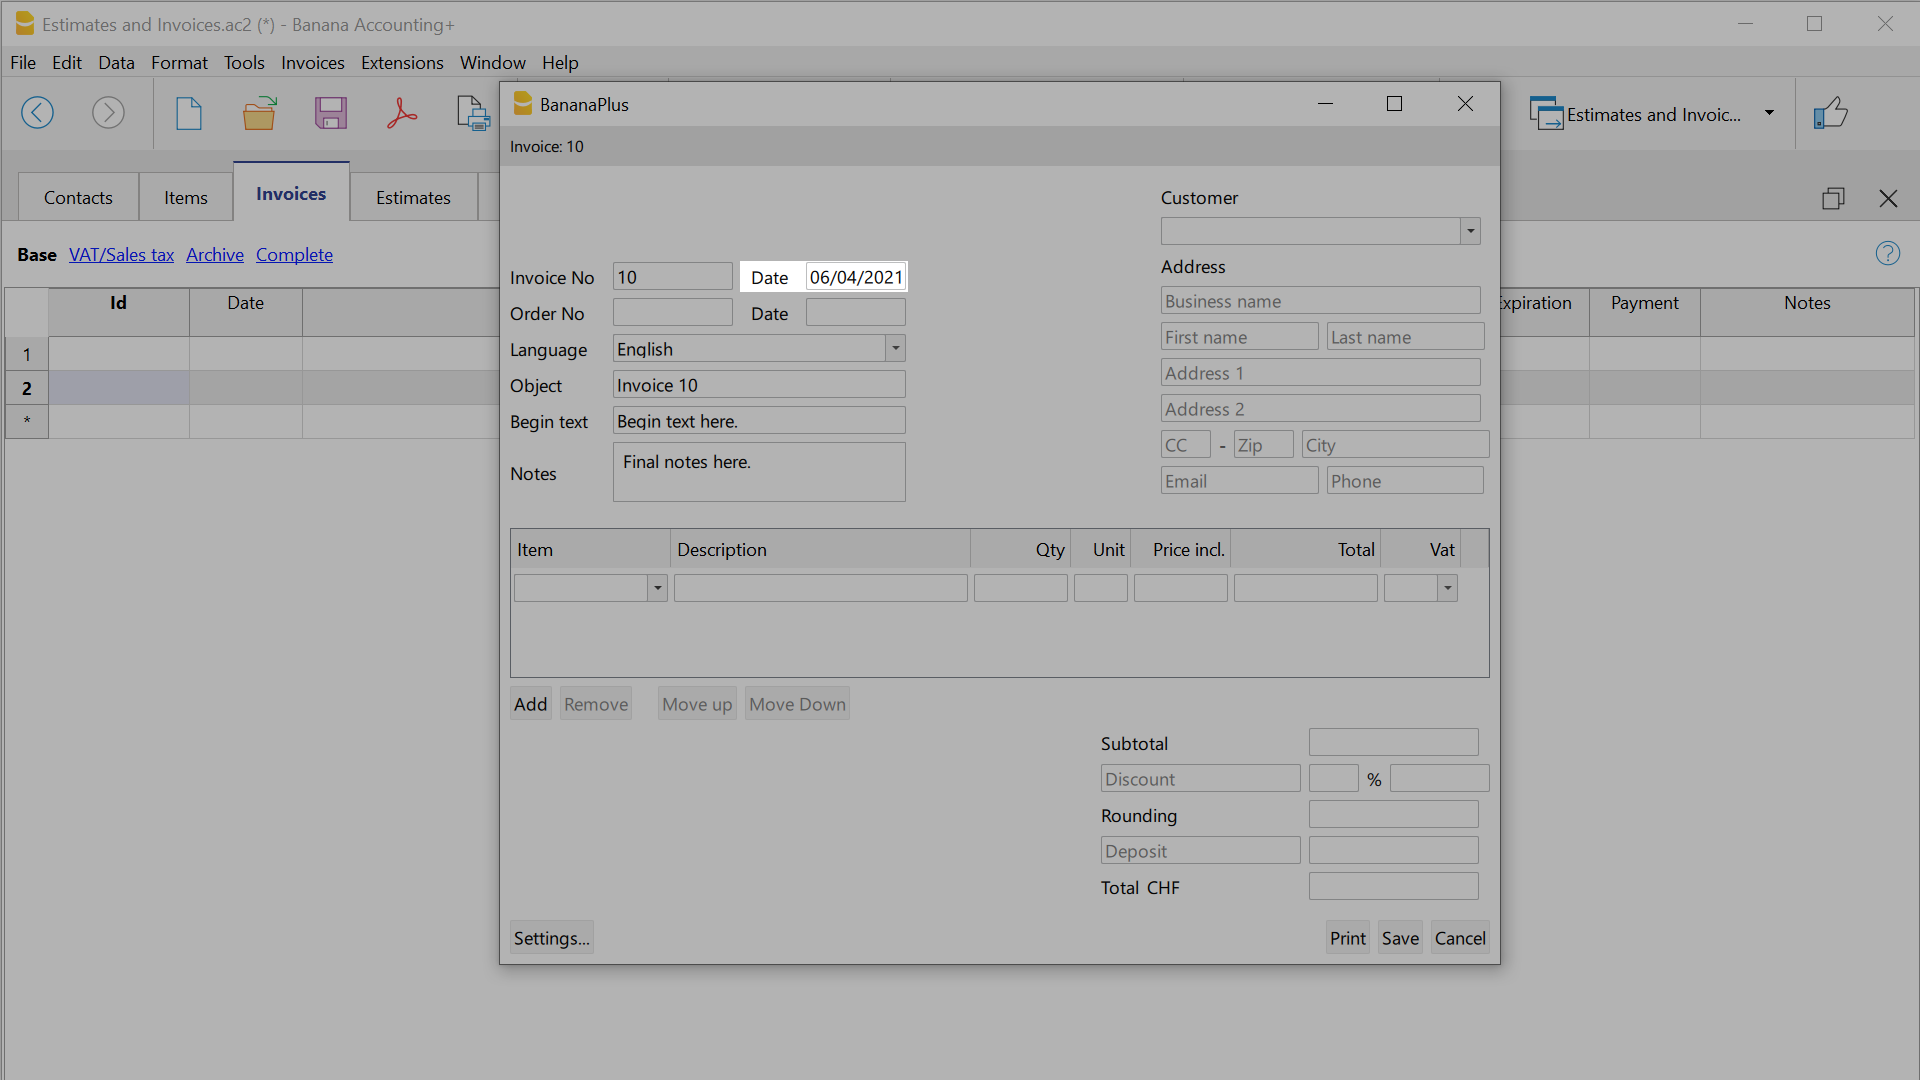 Estimates and Invoices.ac2 (*) - Banana Accounting+
File Edit Data Format Tools Invoices Extensions Window Help
Estimates and Invoic...
Contacts Items Invoices Estimates
Base VAT/Sales tax Archive Complete
Id Date Expiration Payment Notes
1
2
*
BananaPlus
Invoice: 10
Customer
Invoice No 10 Date 06/04/2021
Order No Date
Language English
Object Invoice 10
Begin text Begin text here.
Notes Final notes here.
Address
Business name
First name Last name
Address 1
Address 2
CC - Zip City
Email Phone
Item Description Qty Unit Price incl. Total Vat
Add Remove Move up Move Down
Subtotal
Discount %
Rounding
Deposit
Total CHF
Settings... Print Save Cancel